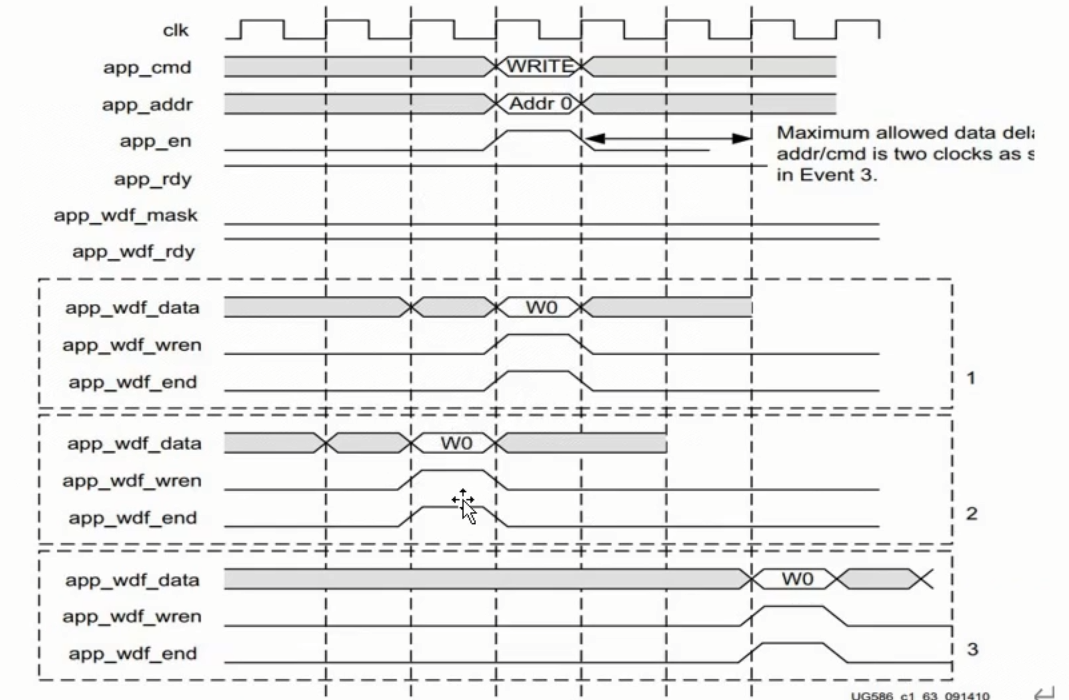 clk
app_cmd WRITE
app_addr Addr 0
app_en
Maximum allowed data
addr/cmd is two clocks as
in Event 3.
app_rdy
app_wdf_mask
app_wdf_rdy
app_wdf_data W0
app_wdf_wren
app_wdf_end
1
app_wdf_data W0
app_wdf_wren
app_wdf_end
2
app_wdf_data W0
app_wdf_wren
app_wdf_end
3
UG586_c1_63_091410